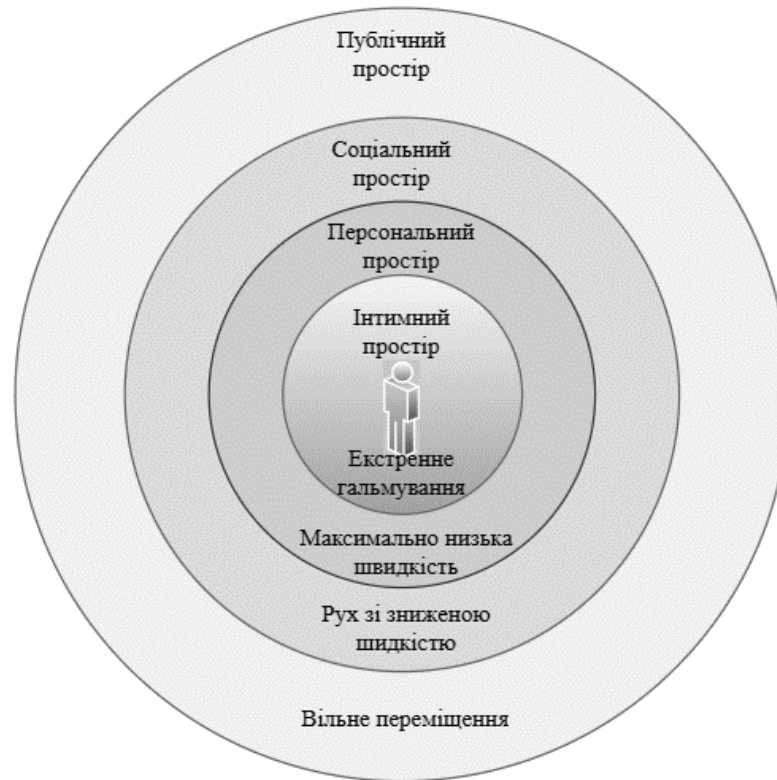 Публічний
простір
Соціальний
простір
Персональний
простір
Інтимний
простір
Екстренне
гальмування
Максимально низька
швидкість
Рух зі зниженою
шидкістю
Вільне переміщення